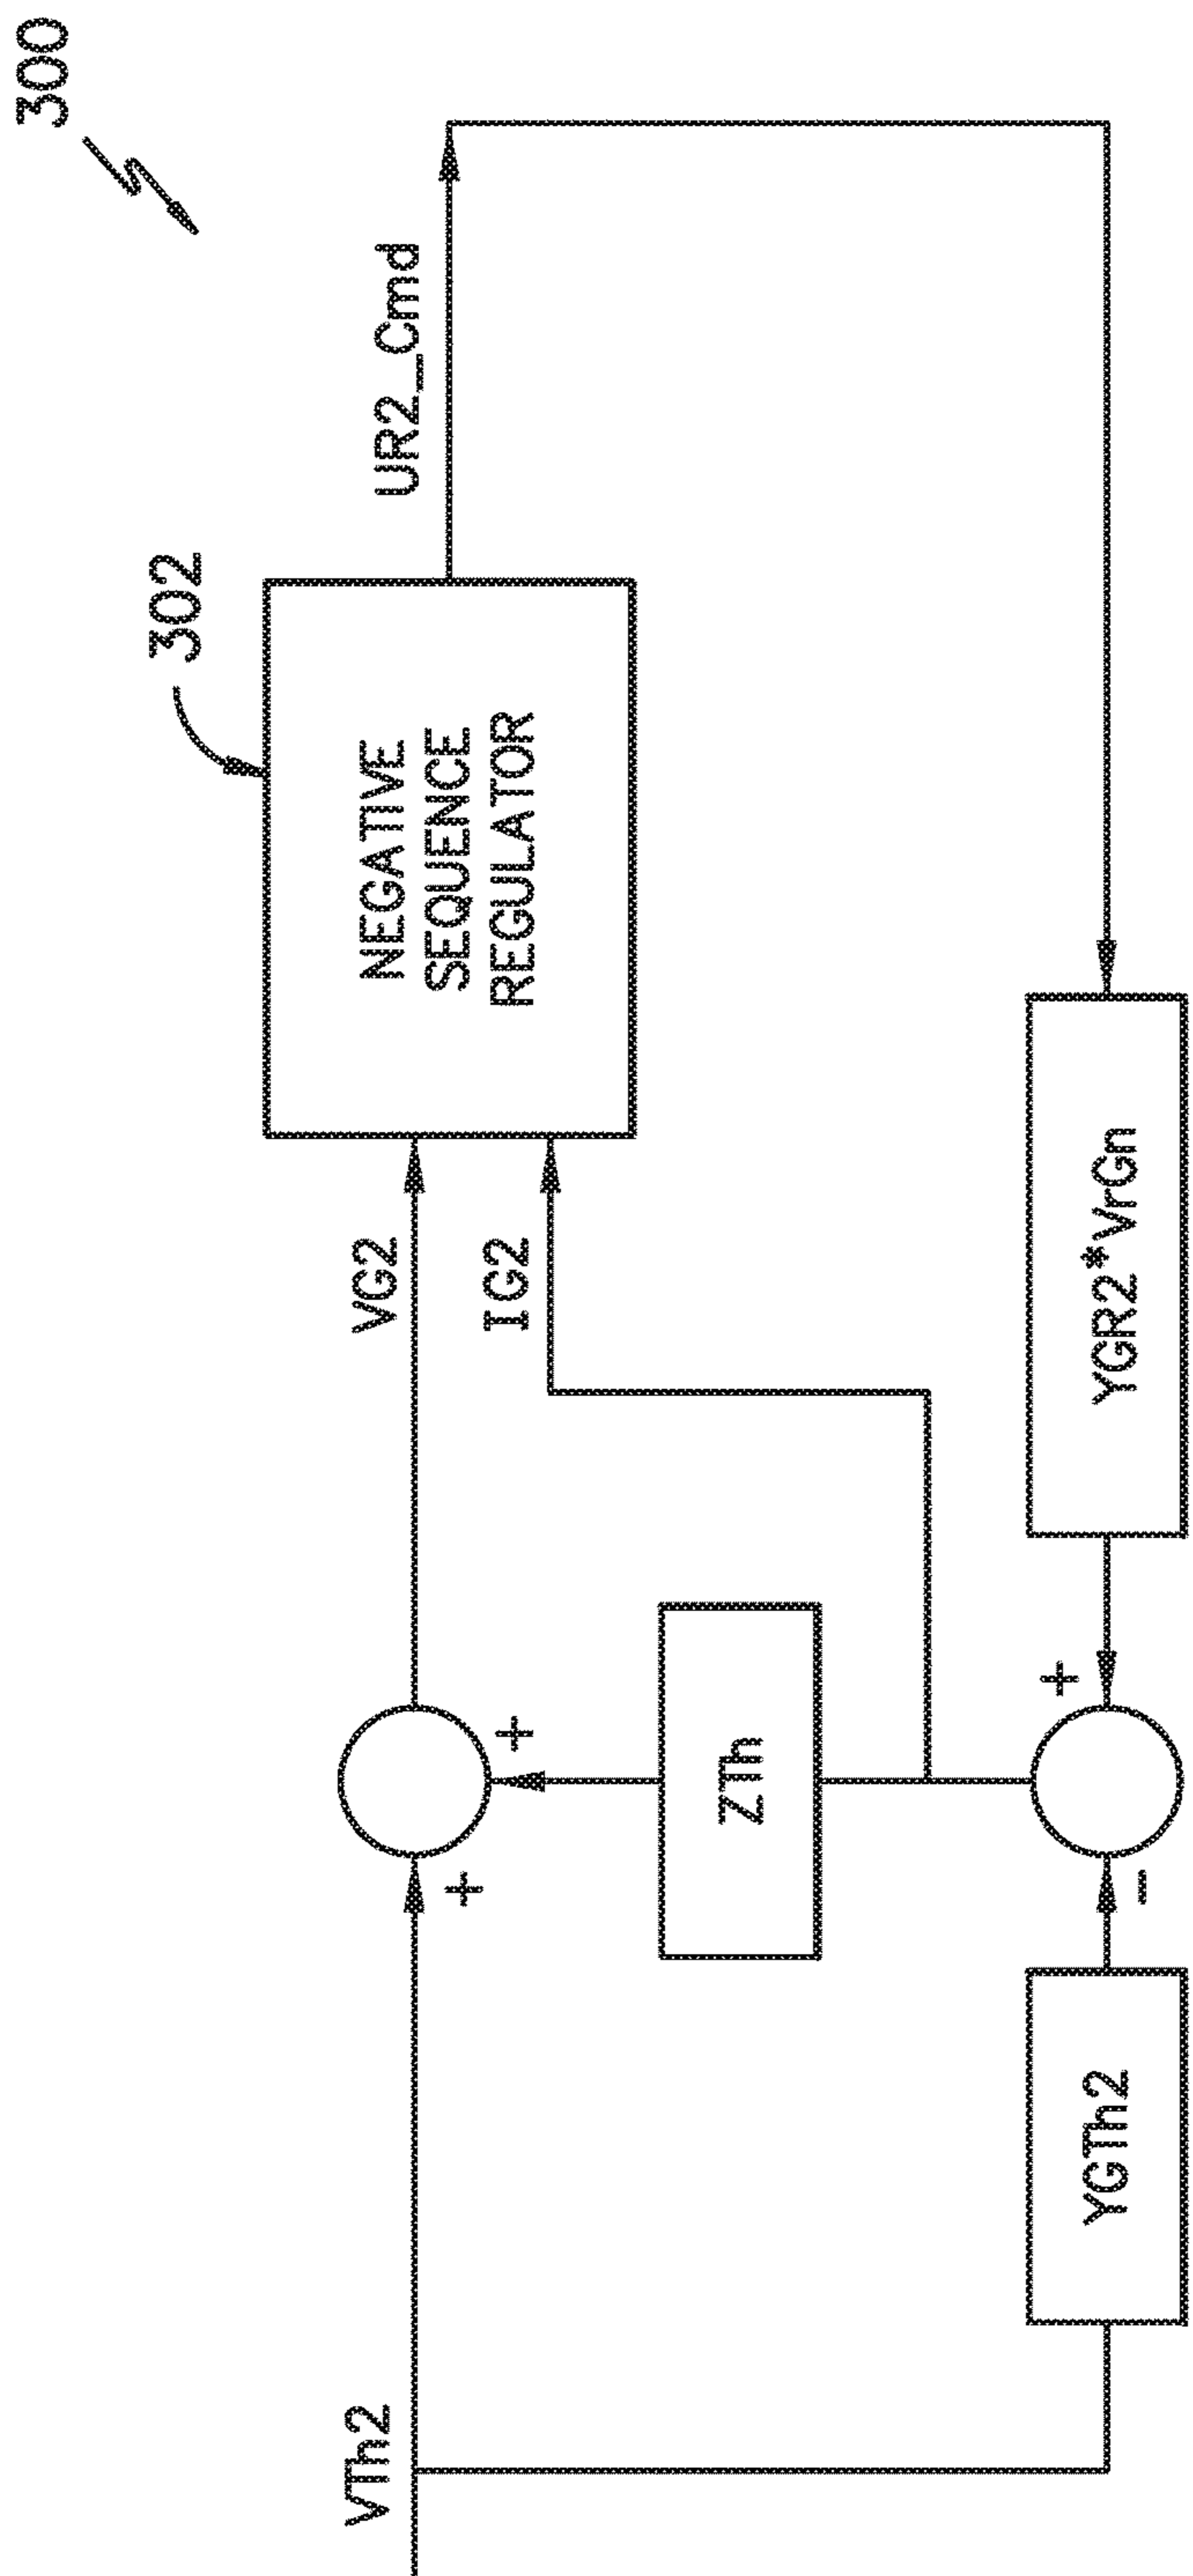 300
302
NEGATIVE
SEQUENCE
REGULATOR
UR2_Cmd
VTh2
VG2
IG2
+
+
ZTh
YGTh2
-
+
YGR2*VrGn